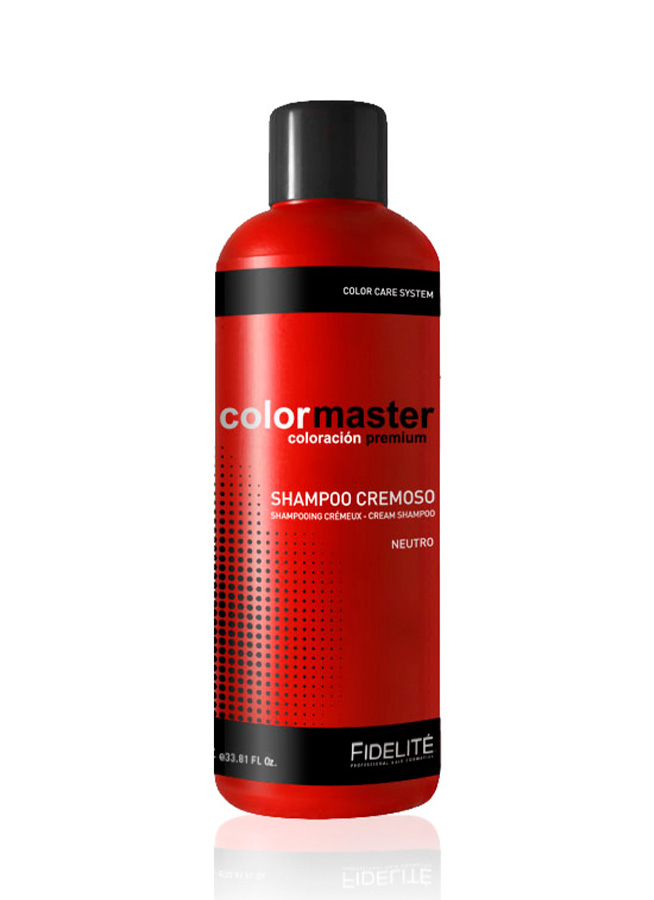 COLOR CARE SYSTEM
colormaster
coloración premium
SHAMPOO CREMOSO
SHAMPOOING CRÉMEUX - CREAM SHAMPOO
NEUTRO
℮33.81 FL Oz.
FIDELITÉ
PROFESSIONAL HAIR COSMETICS